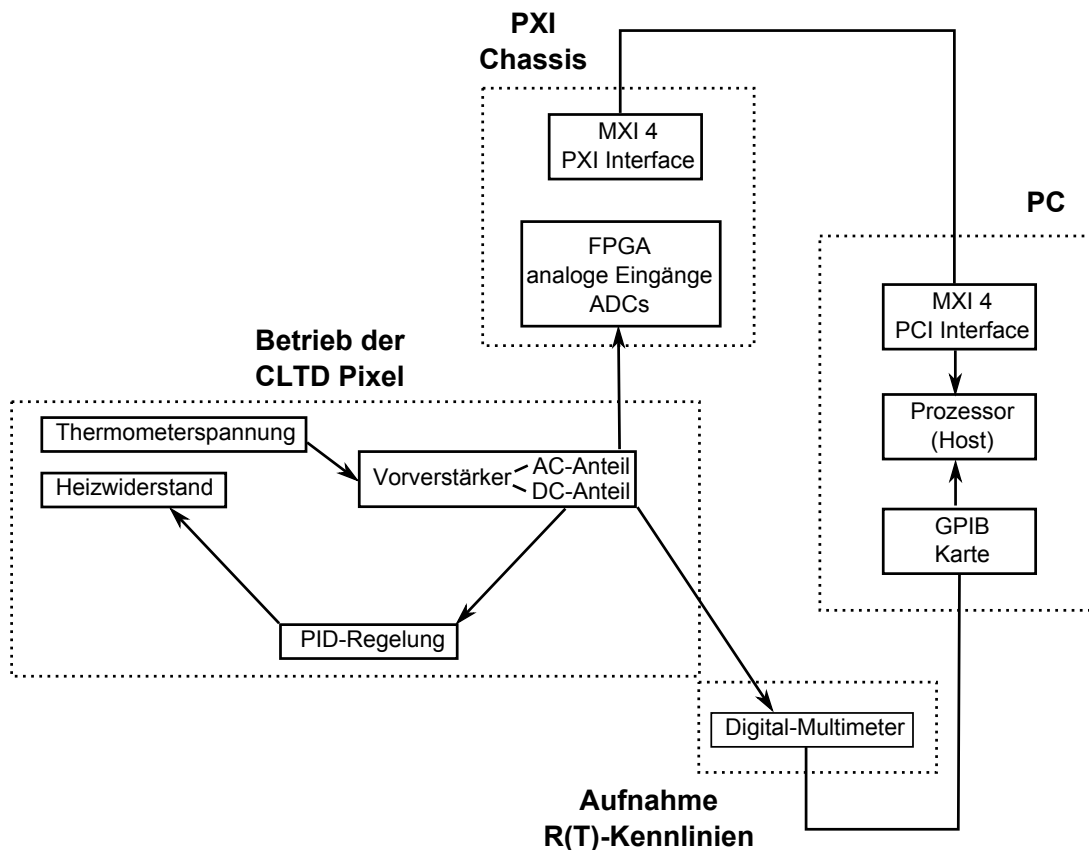 PXI
Chassis
MXI 4
PXI Interface
FPGA
analoge Eingänge
ADCs
PC
MXI 4
PCI Interface
Prozessor
(Host)
GPIB
Karte
Betrieb der
CLTD Pixel
Thermometerspannung
Heizwiderstand
Vorverstärker
AC-Anteil
DC-Anteil
PID-Regelung
Digital-Multimeter
Aufnahme
R(T)-Kennlinien